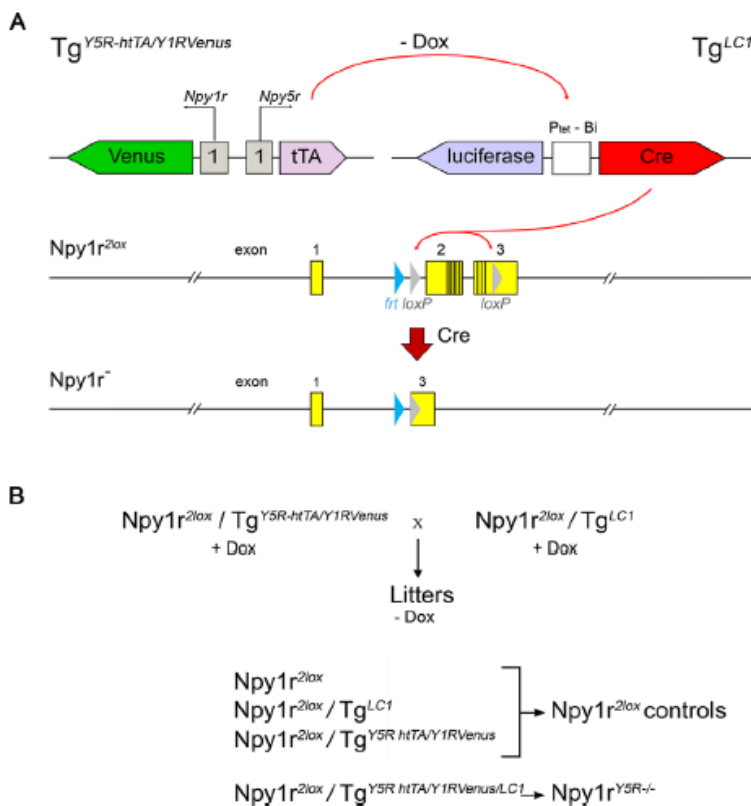 A
Tg^Y5R-htTA/Y1RVenus - Dox Tg^LC1
Npy1r Npy5r
Ptet - Bi
Venus 1 1 tTA luciferase Cre
Npy1r^2lox exon 1 2 3
frt loxP loxP
Cre
Npy1r^- exon 1 3
B
Npy1r^2lox / Tg^Y5R-htTA/Y1RVenus x Npy1r^2lox / Tg^LC1
+ Dox + Dox
Litters
- Dox
Npy1r^2lox
Npy1r^2lox / Tg^LC1
Npy1r^2lox / Tg^Y5R htTA/Y1RVenus
Npy1r^2lox controls
Npy1r^2lox / Tg^Y5R htTA/Y1RVenus/LC1 Npy1r^Y5R-/-